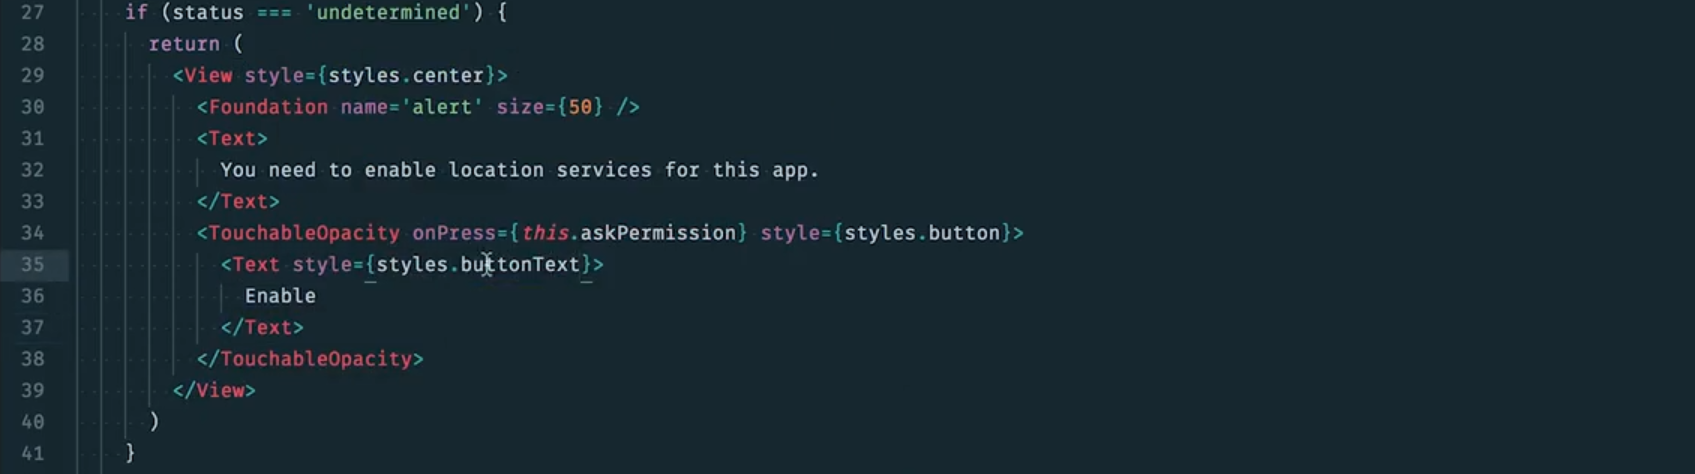 27 if (status === 'undetermined') {
28 return (
29 <View style={styles.center}>
30 <Foundation name='alert' size={50} />
31 <Text>
32 You need to enable location services for this app.
33 </Text>
34 <TouchableOpacity onPress={this.askPermission} style={styles.button}>
35 <Text style={styles.buttonText}>
36 Enable
37 </Text>
38 </TouchableOpacity>
39 </View>
40 )
41 }